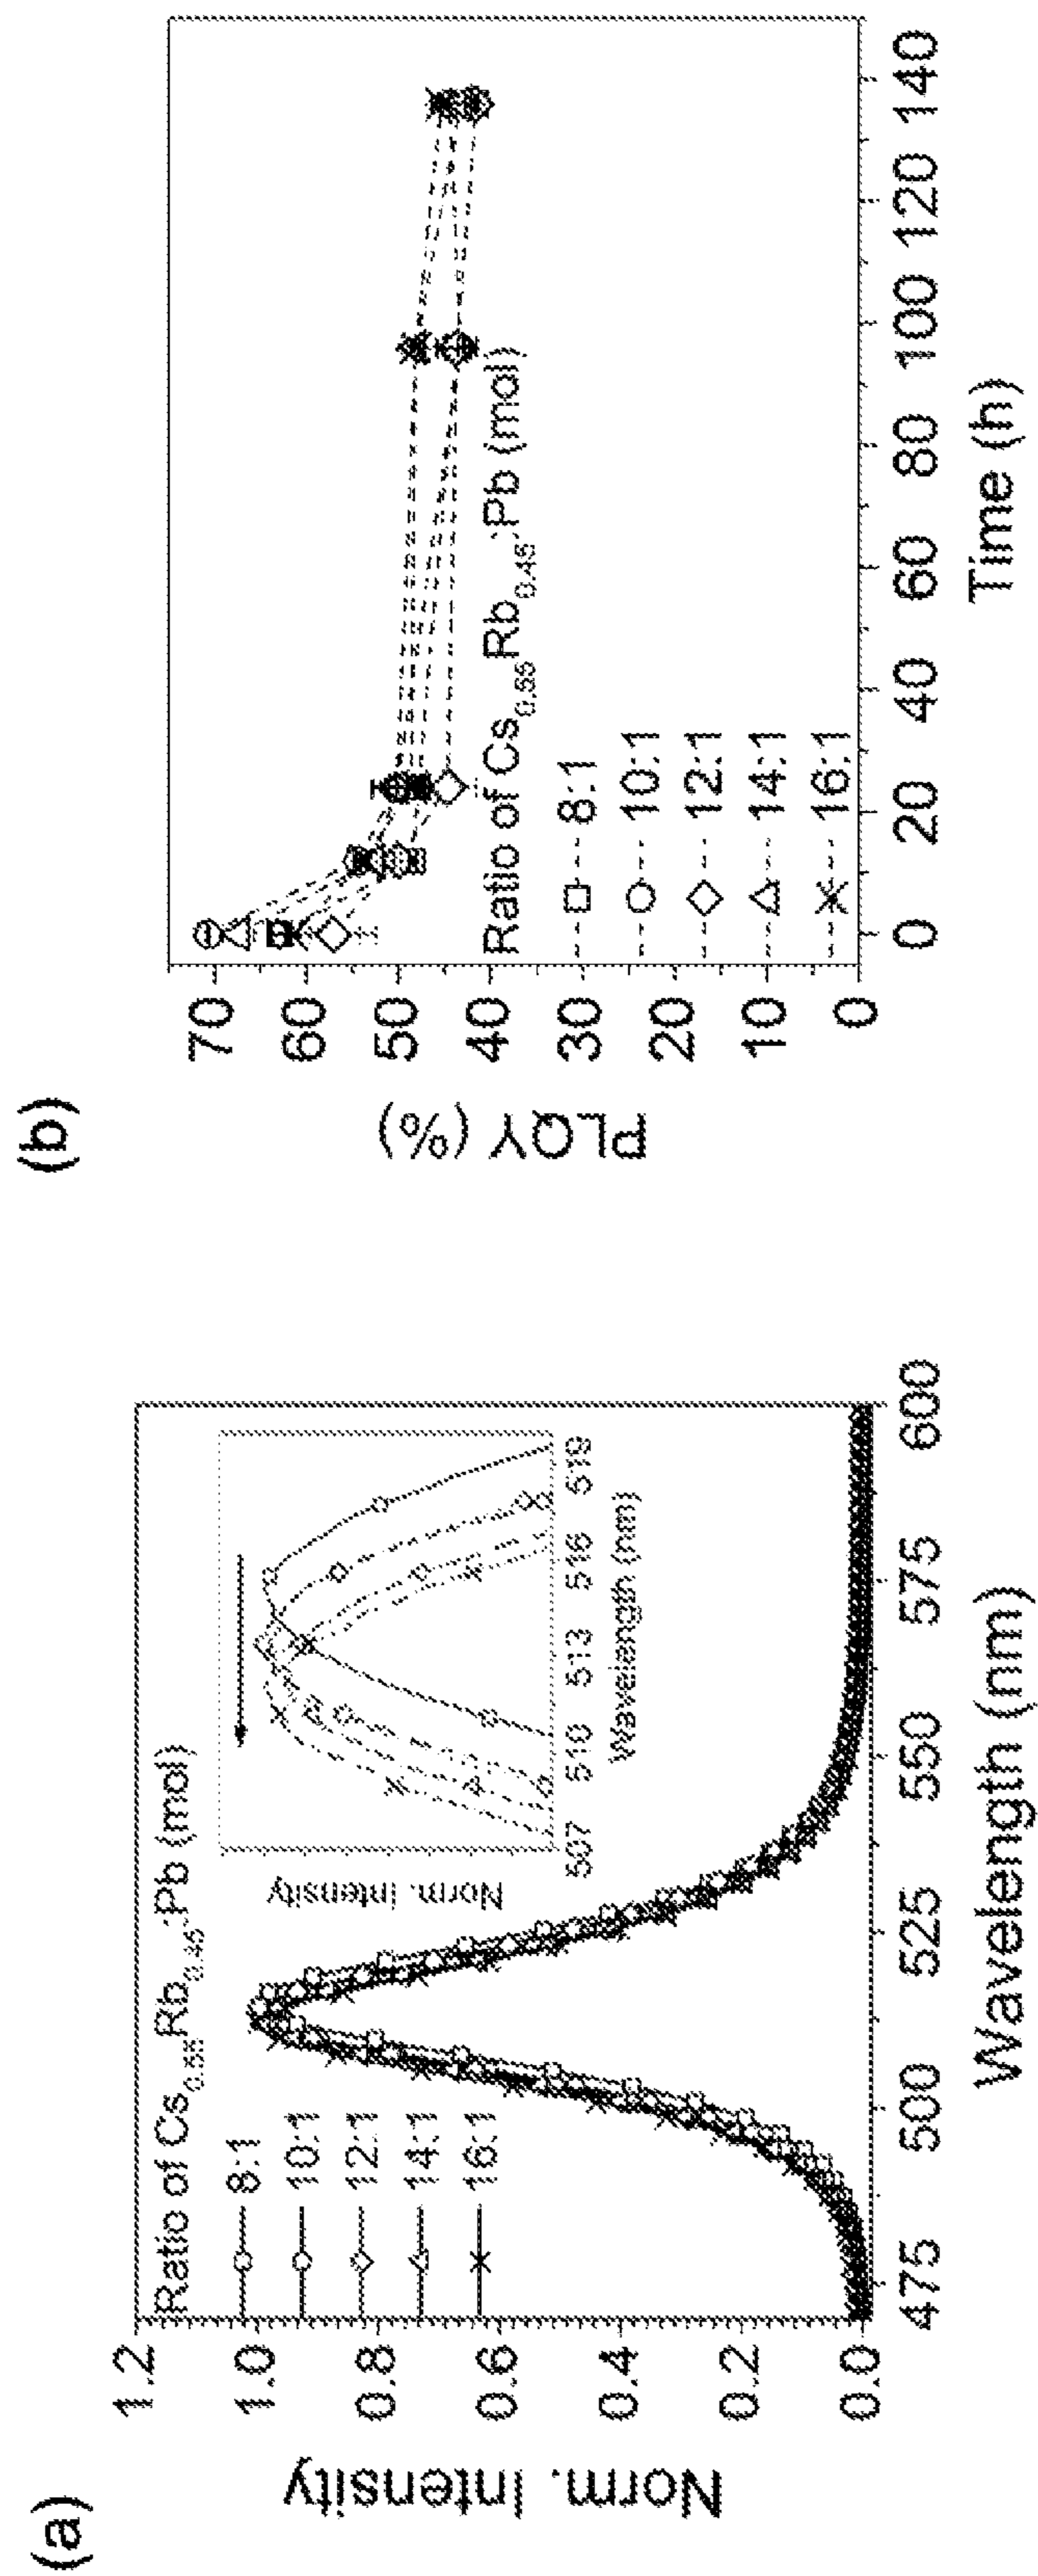 (a)
Norm. Intensity
1.2
1.0
0.8
0.6
0.4
0.2
0.0
Ratio of Cs0.55Rb0.45:Pb (mol)
8:1
10:1
12:1
14:1
16:1
Norm. Intensity
507 510 513 516 519
Wavelength (nm)
475 500 525 550 575 600
Wavelength (nm)
(b)
PLQY (%)
70
60
50
40
30
20
10
0
Ratio of Cs0.55Rb0.45:Pb (mol)
8:1
10:1
12:1
14:1
16:1
0 20 40 60 80 100 120 140
Time (h)